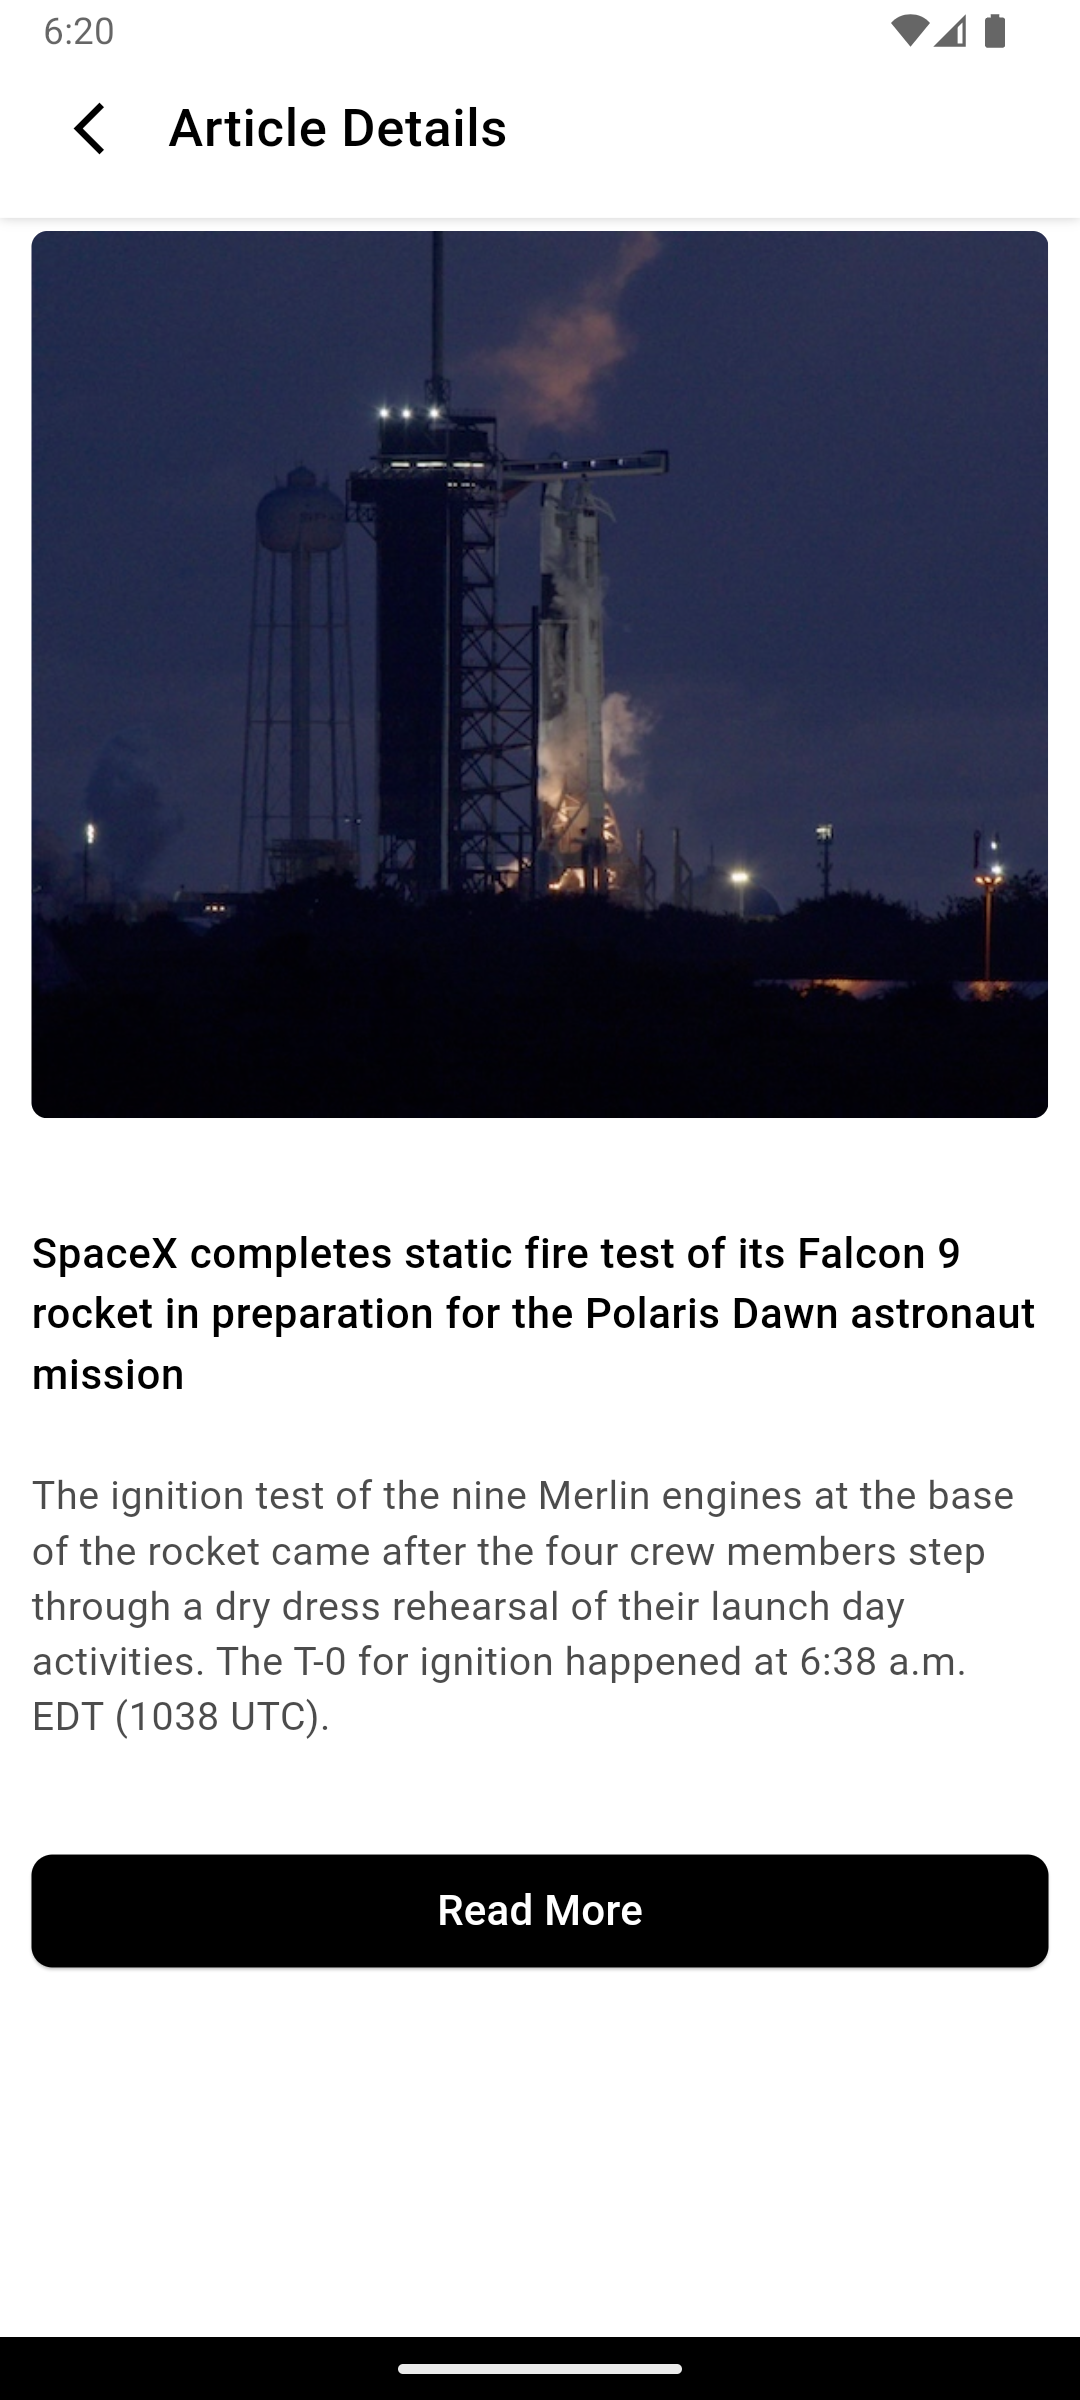 6:20
Article Details
SpaceX completes static fire test of its Falcon 9
rocket in preparation for the Polaris Dawn astronaut
mission
The ignition test of the nine Merlin engines at the base
of the rocket came after the four crew members step
through a dry dress rehearsal of their launch day
activities. The T-0 for ignition happened at 6:38 a.m.
EDT (1038 UTC).
Read More